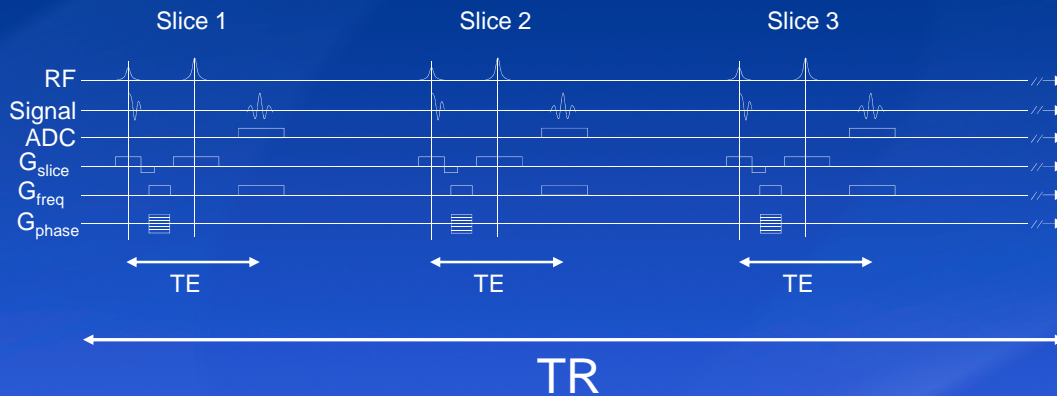 Slice 1 Slice 2 Slice 3
RF
Signal
ADC
Gslice
Gfreq
Gphase
TE TE TE
TR